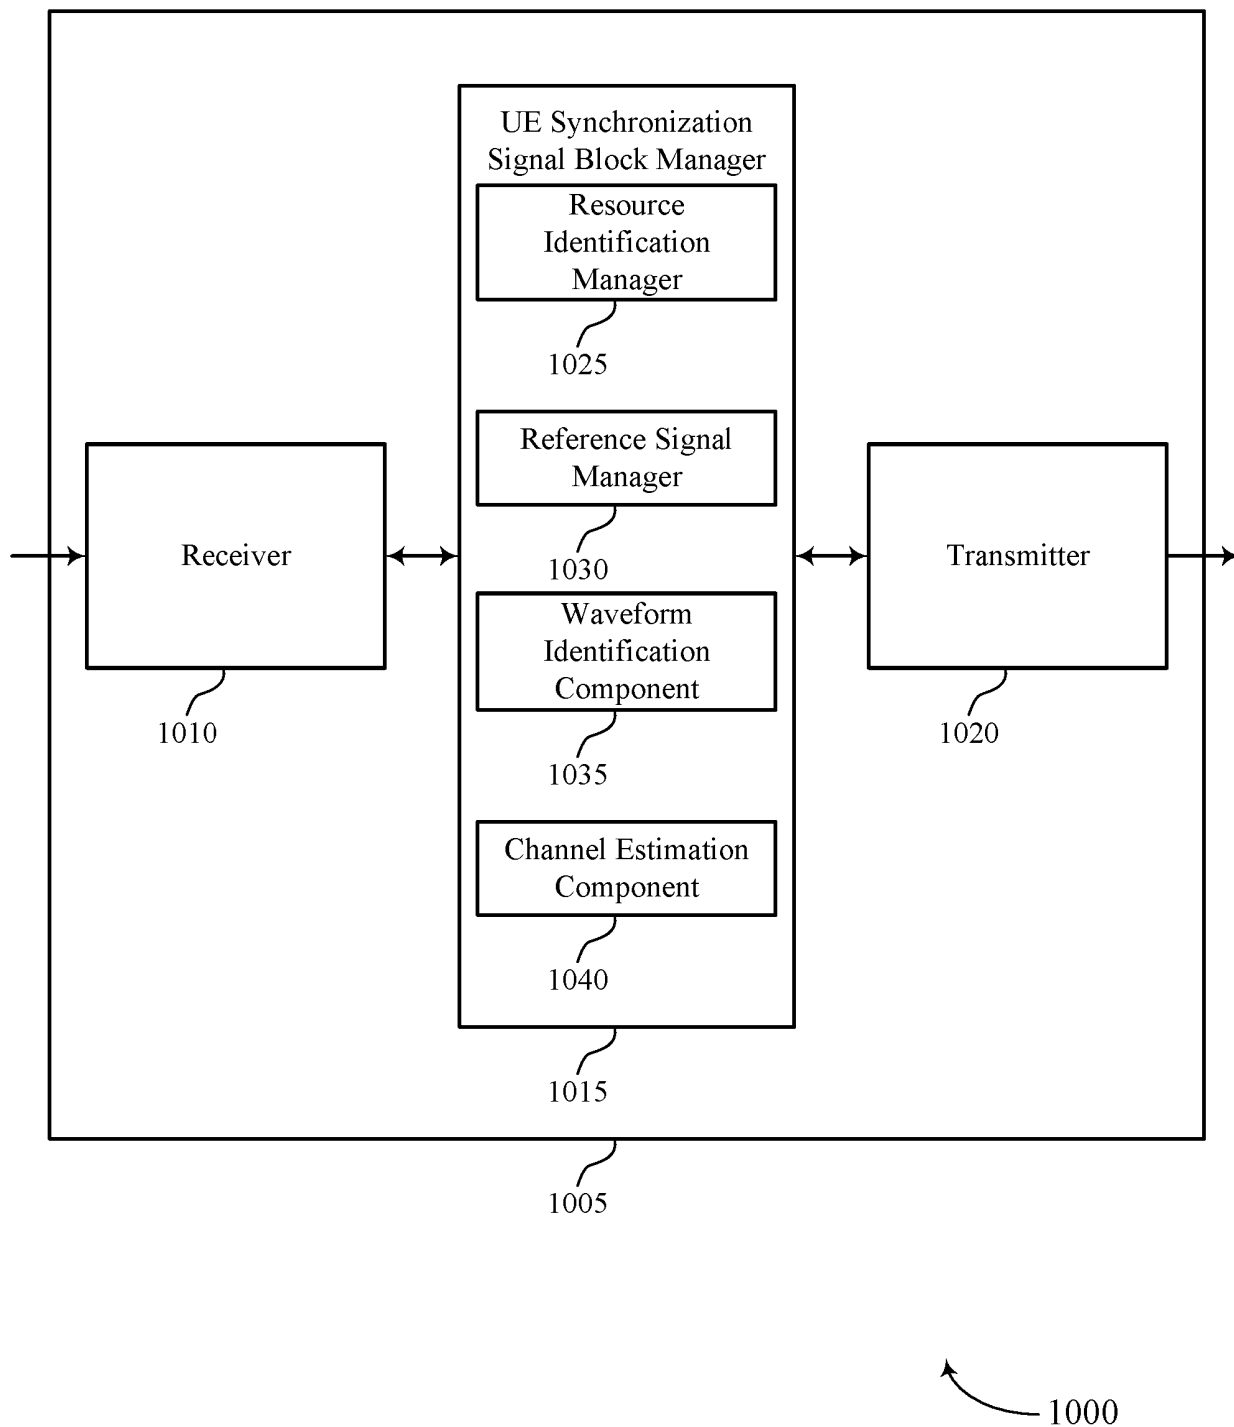 UE Synchronization
Signal Block Manager
Resource
Identification
Manager
1025
Reference Signal
Manager
1030
Receiver
1010
Waveform
Identification
Component
1035
Transmitter
1020
Channel Estimation
Component
1040
1015
1005
1000